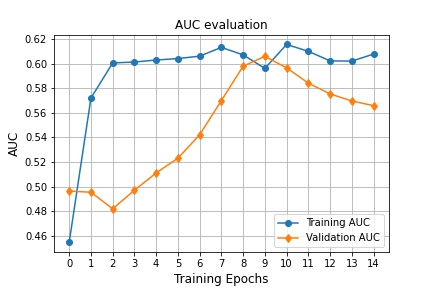 AUC evaluation
AUC
0.62
0.60
0.58
0.56
0.54
0.52
0.50
0.48
0.46
Training AUC
Validation AUC
0 1 2 3 4 5 6 7 8 9 10 11 12 13 14
Training Epochs